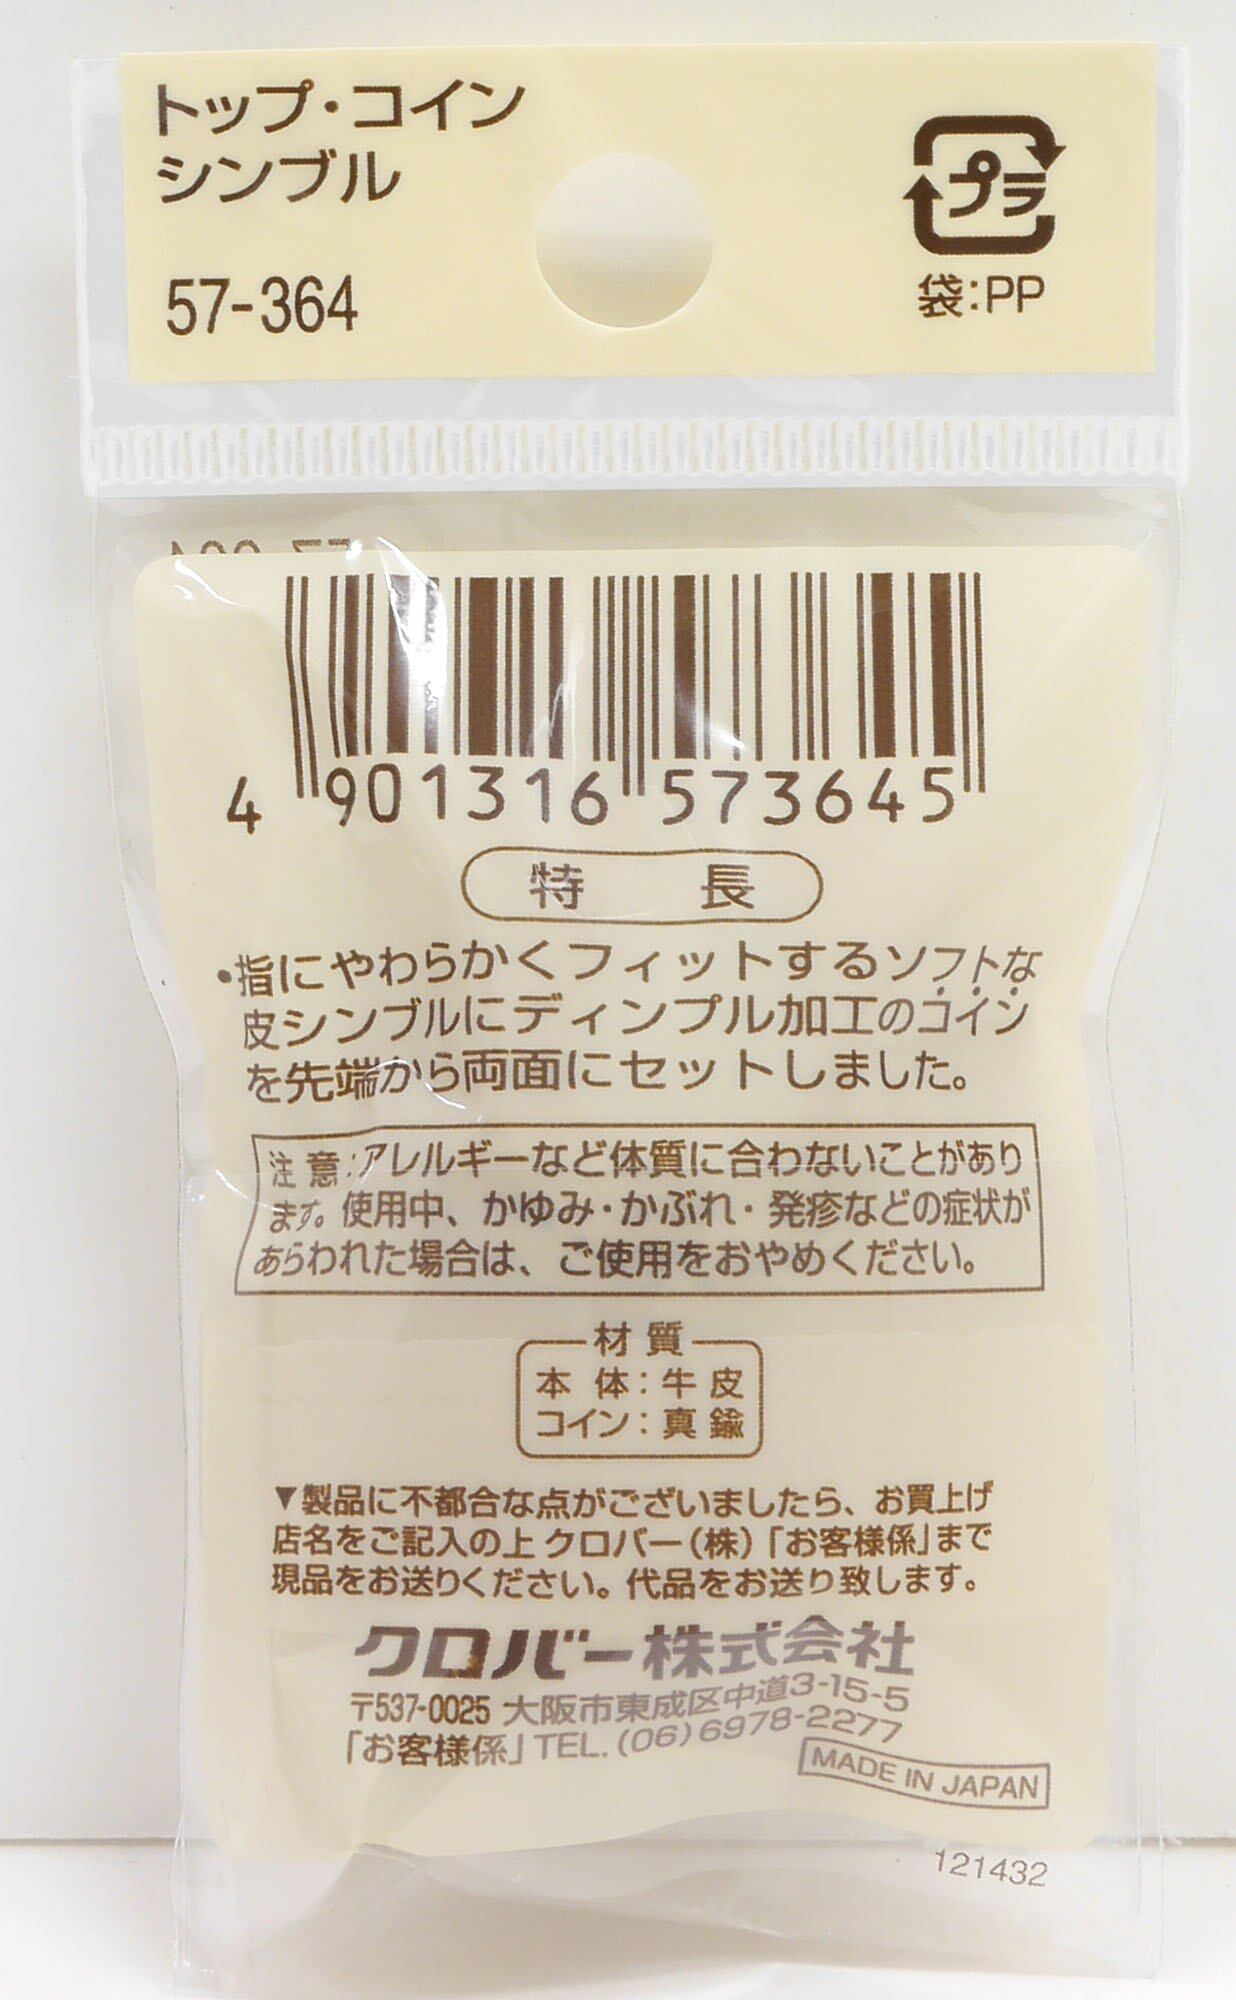 トップ・コイン
シンブル
57-364
プラ
袋:PP
4 901316 573645
特 長
・指にやわらかくフィットするソフトな
皮シンブルにディンプル加工のコイン
を先端から両面にセットしました。
注意:アレルギーなど体質に合わないことがあり
ます。使用中、かゆみ・かぶれ・発疹などの症状が
あらわれた場合は、ご使用をおやめください。
材質
本体:牛皮
コイン:真鍮
▼製品に不都合な点がございましたら、お買上げ
店名をご記入の上クロバー(株)「お客様係」まで
現品をお送りください。代品をお送り致します。
クロバー株式会社
〒537-0025 大阪市東成区中道3-15-5
「お客様係」TEL.(06)6978-2277
MADE IN JAPAN
121432